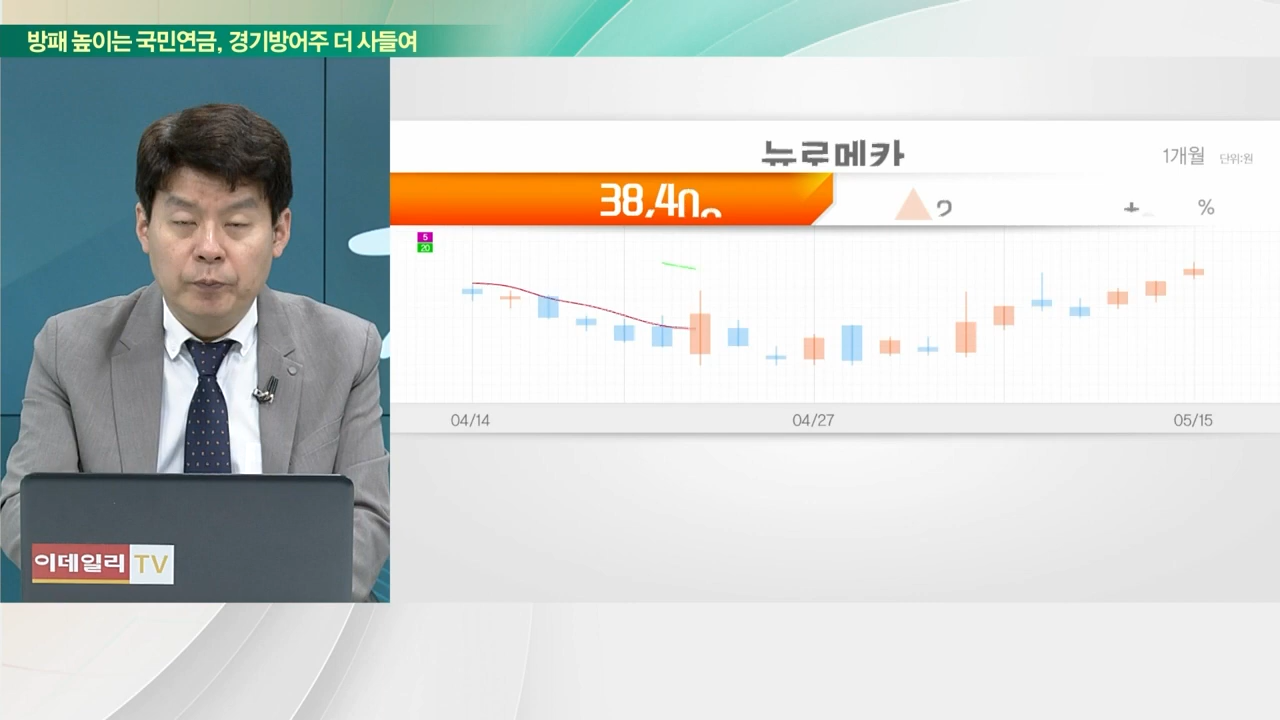 방패 높이는 국민연금, 경기방어주 더 사들여
뉴로메카
1개월 단위:원
%
5
20
04/14 04/27 05/15
이데일리 TV